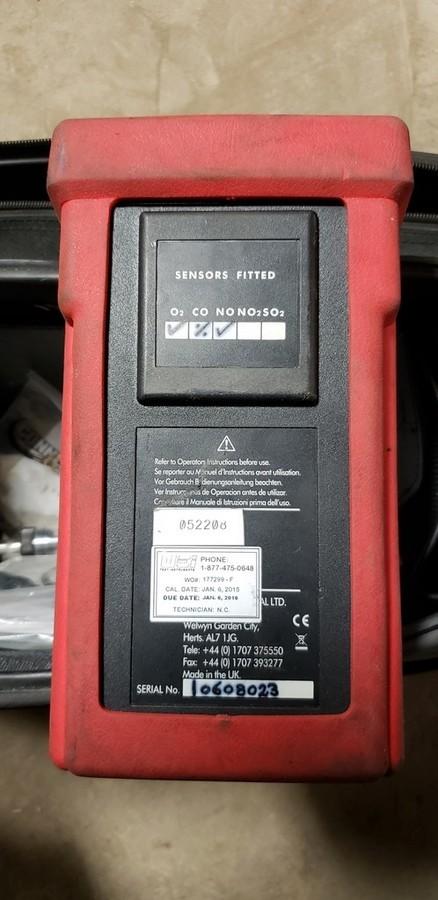 SENSORS FITTED
O₂ CO NO NO₂ SO₂
✓ % ✓
Refer to Operators Instructions before use.
Se reporter au Manuel d'Instructions avant utilisation.
Vor Gebrauch Bedienungsanleitung beachten.
Ver Instrucciones de Operacion antes de utilizar.
Consultare il Manuale di Istruzioni prima dell'uso.
052208
PHONE:
1-877-475-0648
WO#: 177299-F
CAL. DATE: JAN. 6, 2015
DUE DATE: JAN. 6, 2016
TECHNICIAN: N.C.
AL LTD.
Welwyn Garden City,
Herts. AL7 1JG.
CE
Tele: +44 (0) 1707 375550
Fax: +44 (0) 1707 393277
Made in the UK.
SERIAL No. 10608023